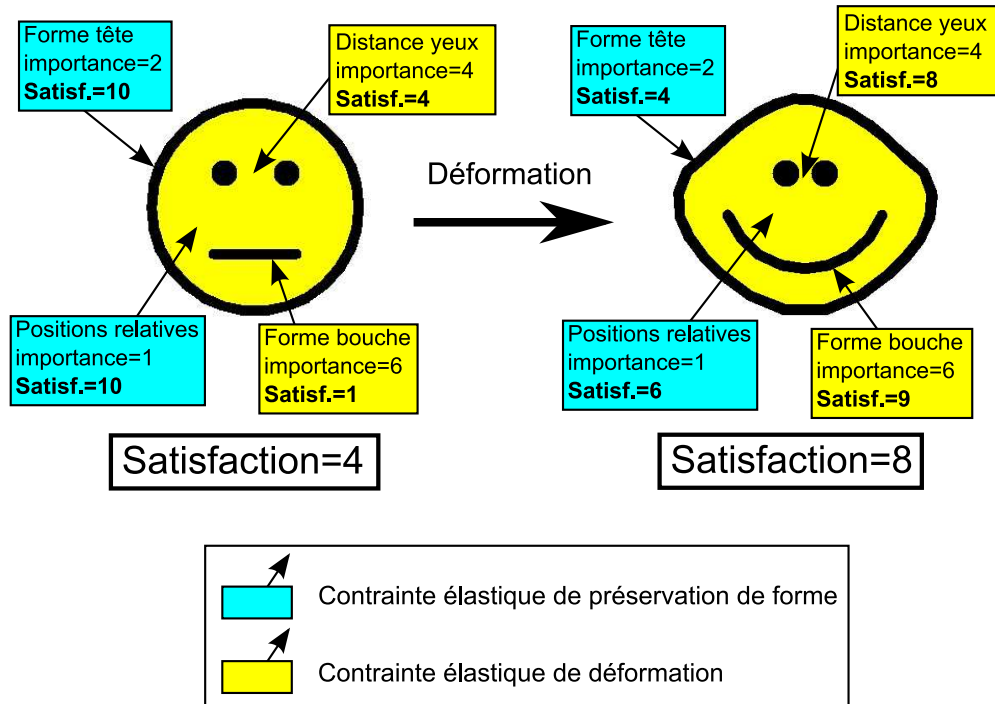 Forme tête
importance=2
Satisf.=10
Distance yeux
importance=4
Satisf.=4
Positions relatives
importance=1
Satisf.=10
Forme bouche
importance=6
Satisf.=1
Satisfaction=4
Déformation
Forme tête
importance=2
Satisf.=4
Distance yeux
importance=4
Satisf.=8
Positions relatives
importance=1
Satisf.=6
Forme bouche
importance=6
Satisf.=9
Satisfaction=8
Contrainte élastique de préservation de forme
Contrainte élastique de déformation